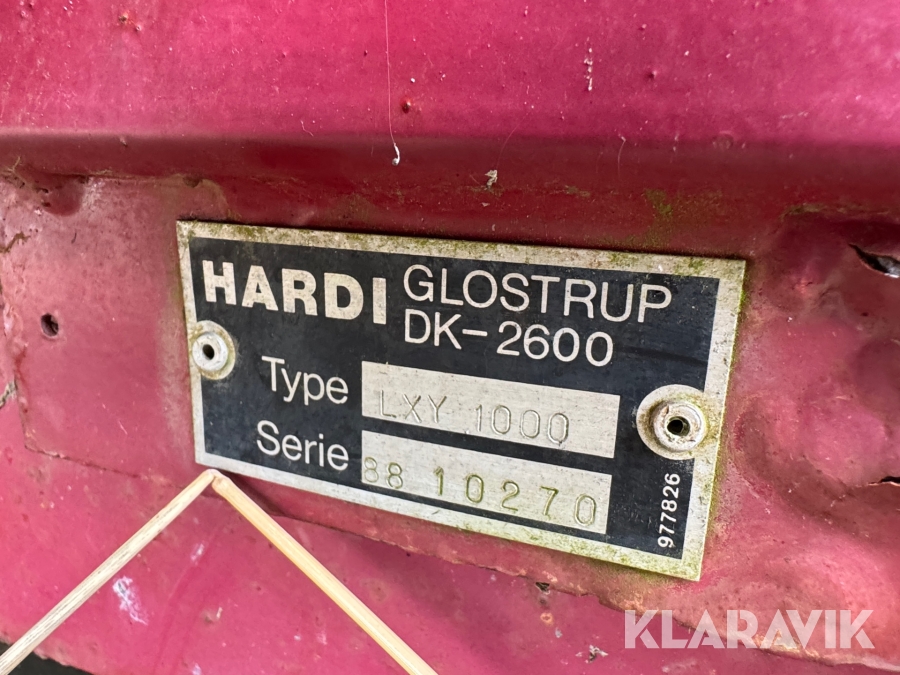 HARDI GLOSTRUP
DK-2600
Type LXY 1000
Serie 88 10270
977826
KLARAVIK